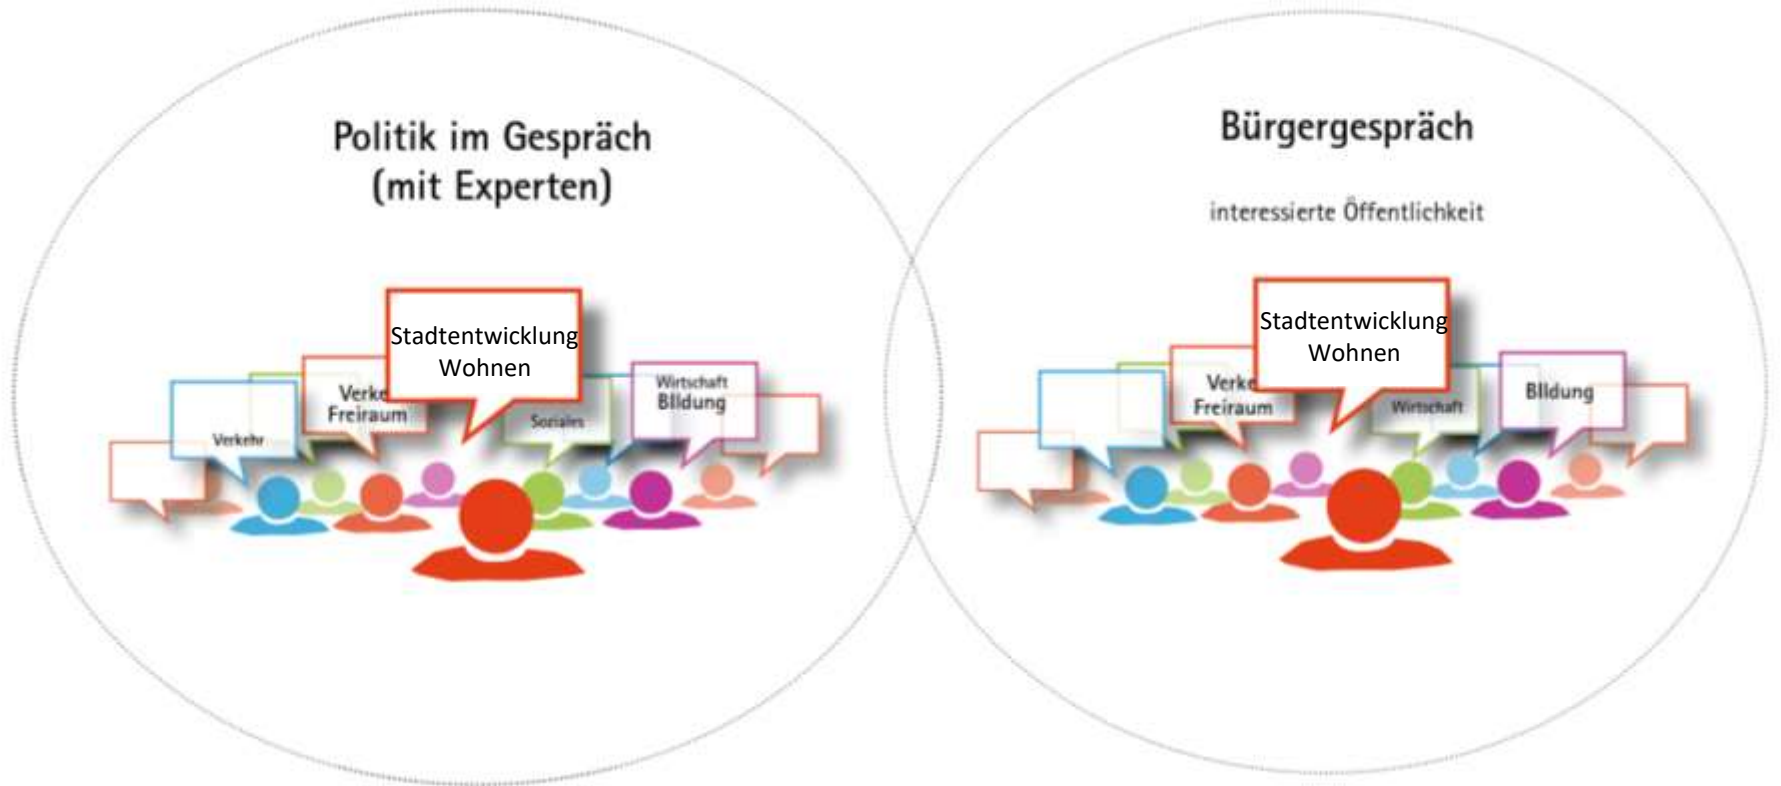 Politik im Gespräch
(mit Experten)
Stadtentwicklung
Wohnen
Verke
Freiraum
Verkehr
Soziales
Wirtschaft
BIldung
Bürgergespräch
interessierte Öffentlichkeit
Stadtentwicklung
Wohnen
Verke
Freiraum
Wirtschaft
BIldung